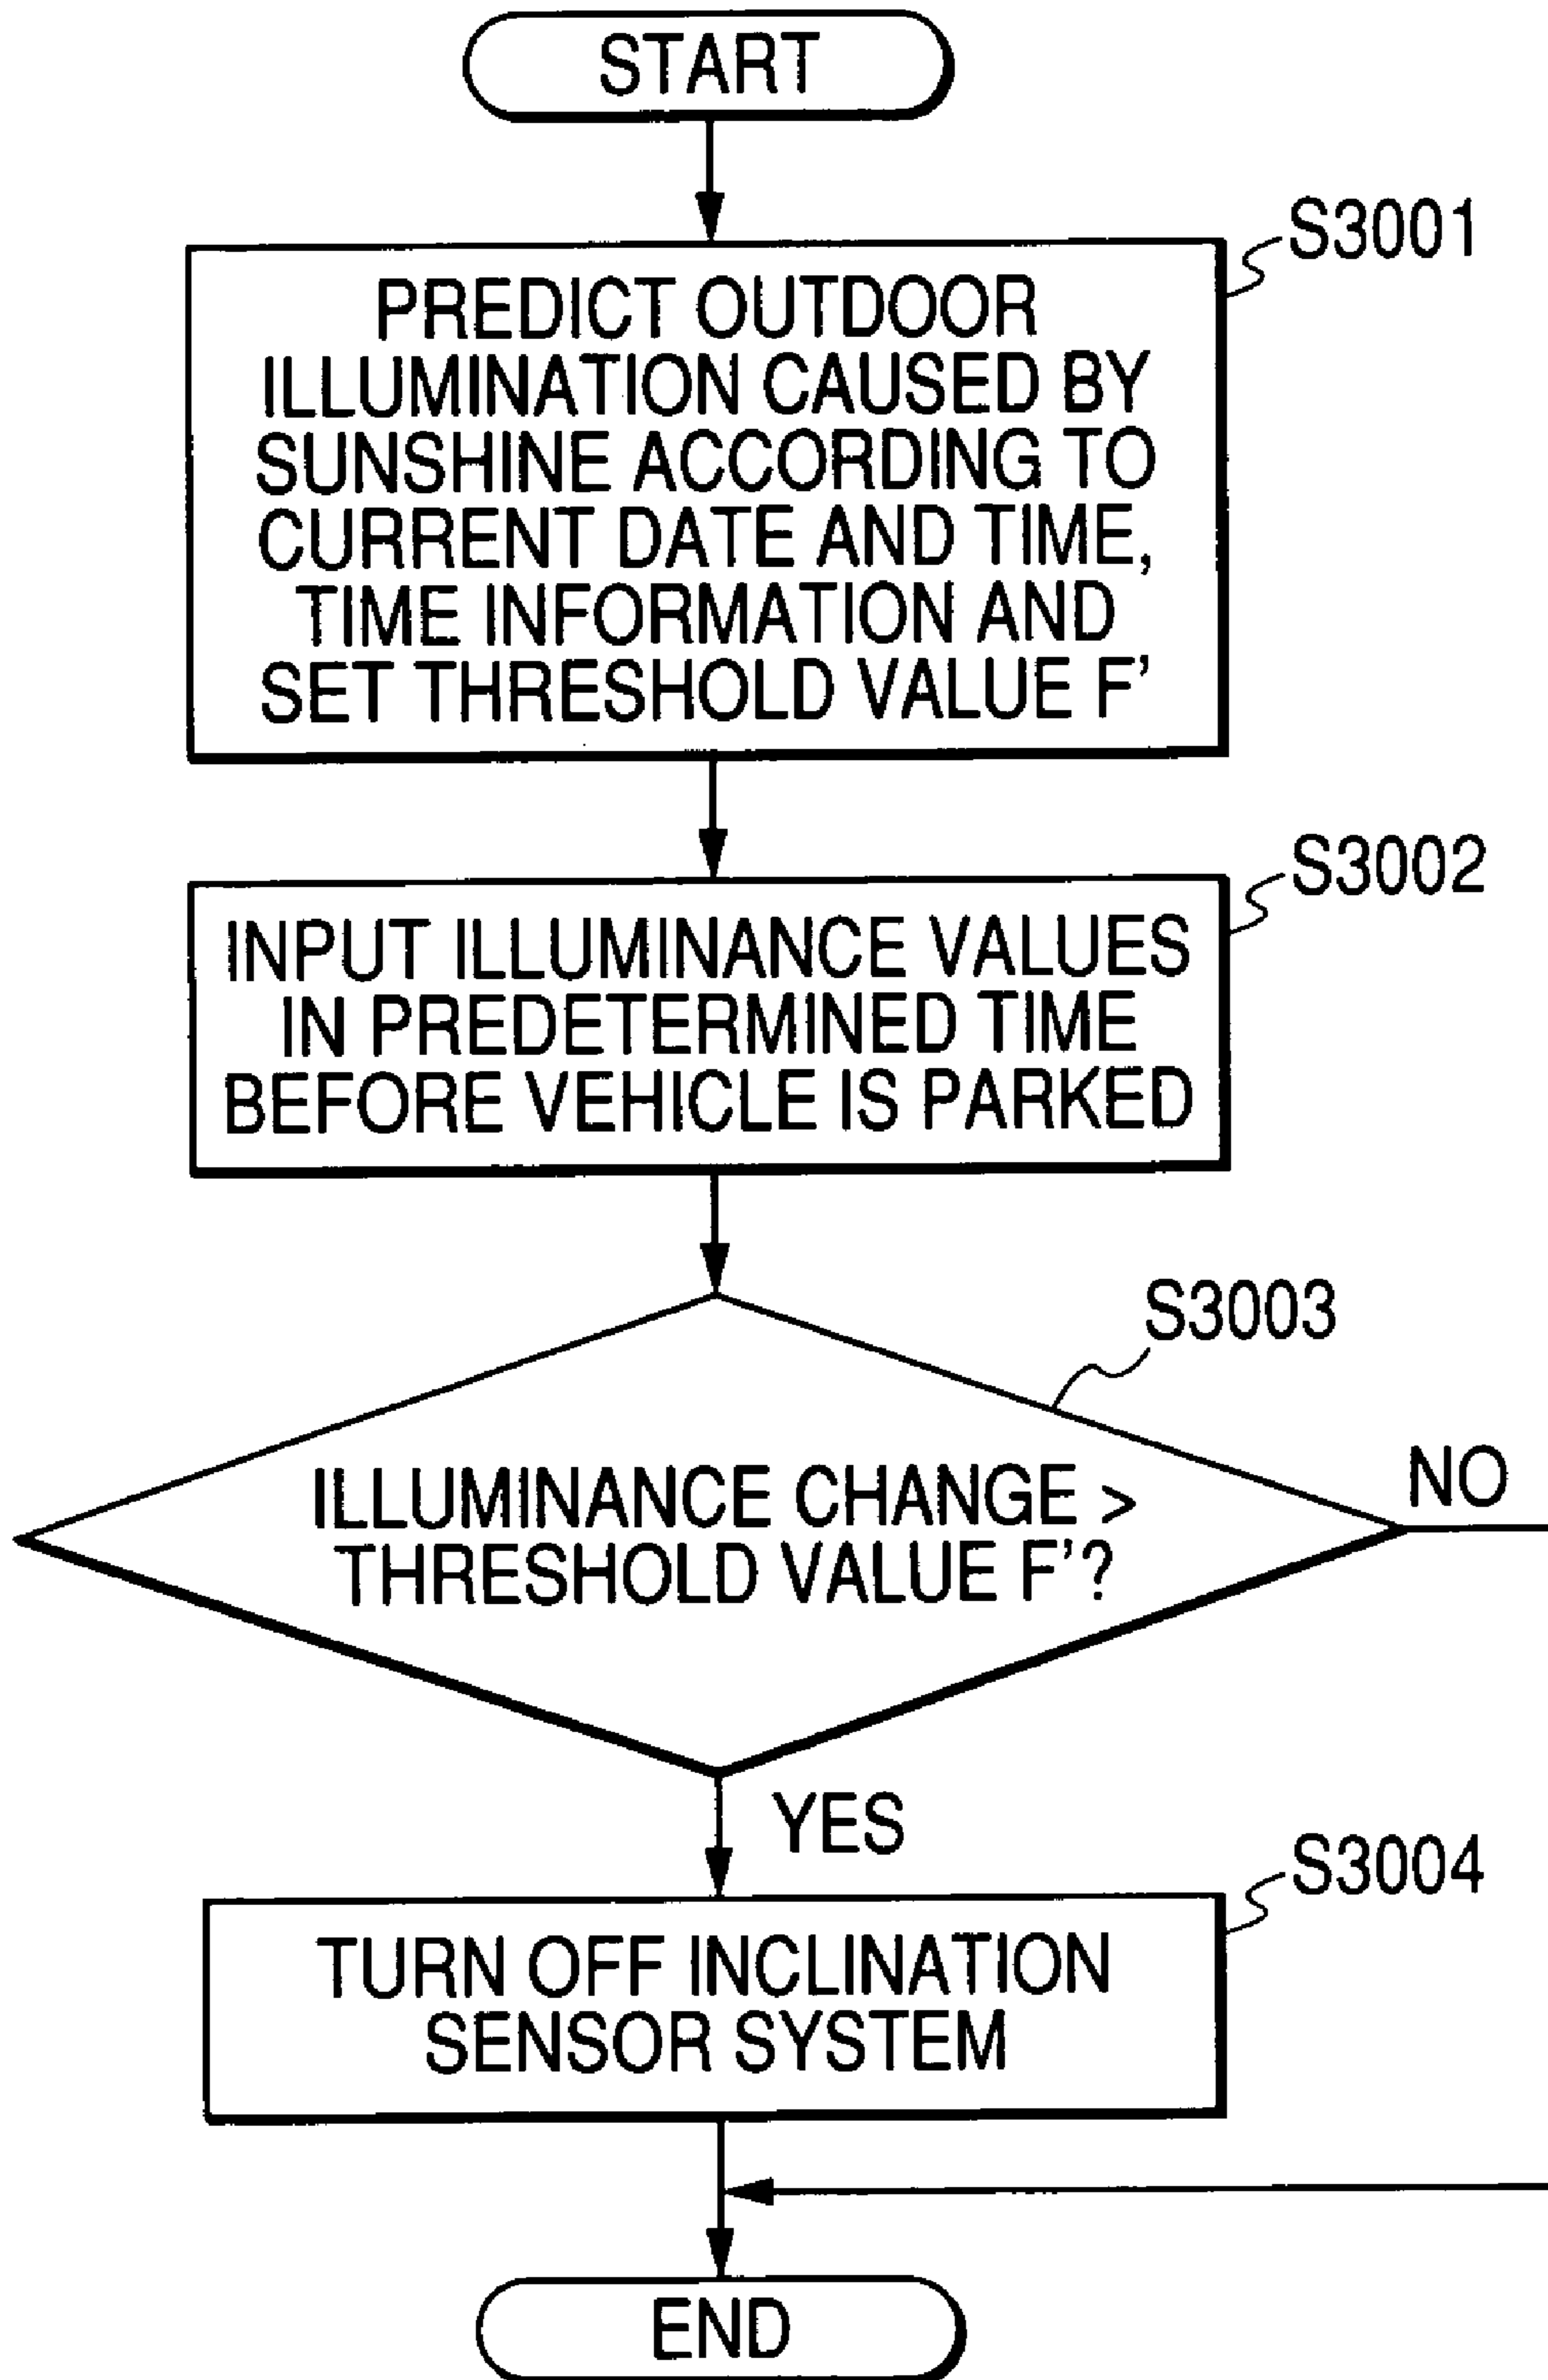 START
S3001
PREDICT OUTDOOR
ILLUMINATION CAUSED BY
SUNSHINE ACCORDING TO
CURRENT DATE AND TIME,
TIME INFORMATION AND
SET THRESHOLD VALUE F'
S3002
INPUT ILLUMINANCE VALUES
IN PREDETERMINED TIME
BEFORE VEHICLE IS PARKED
S3003
ILLUMINANCE CHANGE >
THRESHOLD VALUE F'?
NO
YES
S3004
TURN OFF INCLINATION
SENSOR SYSTEM
END